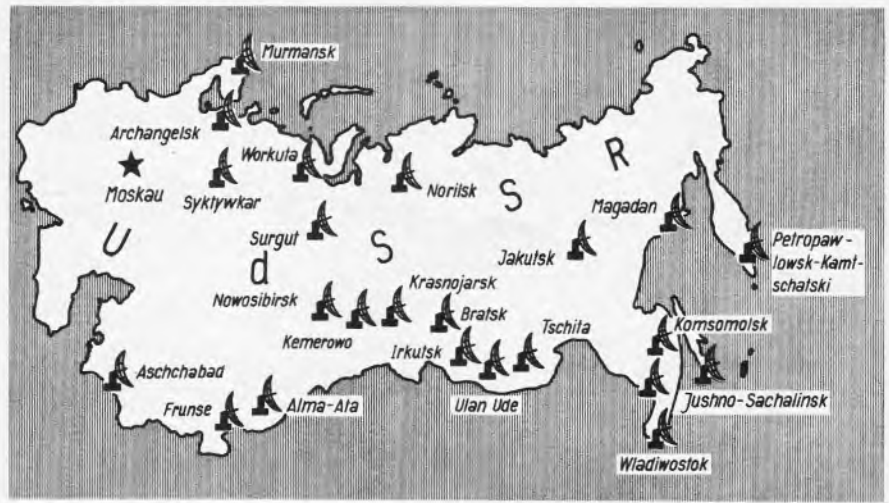 Murmansk
Archangelsk
Workuta
Moskau
Syktywkar
Norilsk
U d S S R
Magadan
Surgut
Jakutsk
Petropaw-
lowsk-Kamt-
schatski
Nowosibirsk
Krasnojarsk
Kemerowo
Bratsk
Irkutsk
Tschita
Komsomolsk
Aschchabad
Frunse
Alma-Ata
Ulan Ude
Jushno-Sachalinsk
Wladiwostok